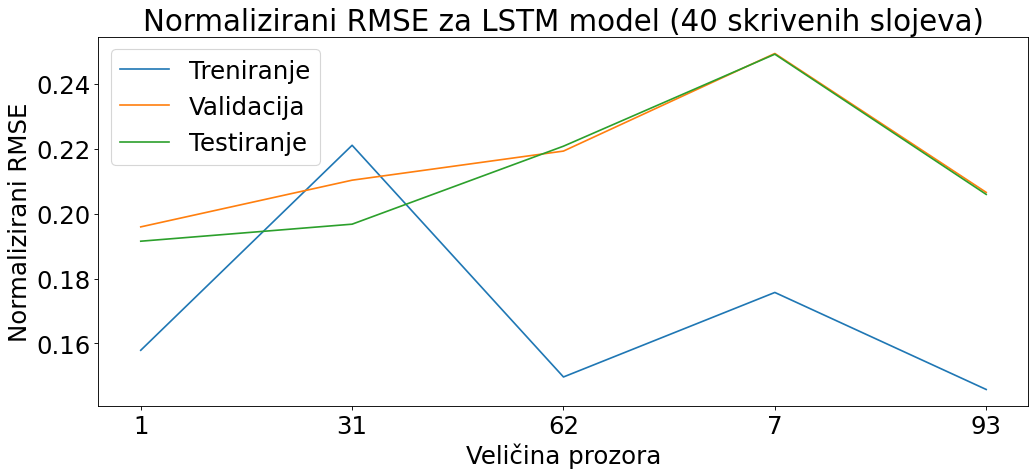 Normalizirani RMSE za LSTM model (40 skrivenih slojeva)
Treniranje
Validacija
Testiranje
Normalizirani RMSE
0.24
0.22
0.20
0.18
0.16
1 31 62 7 93
Veličina prozora